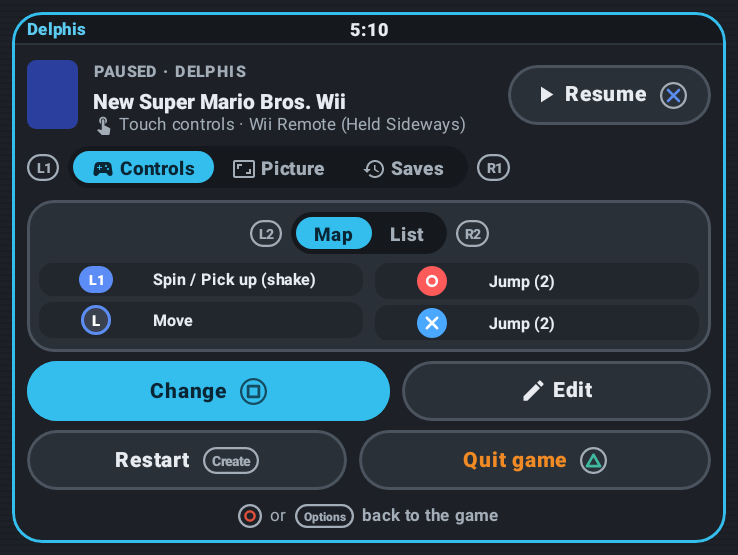 Delphis 5:10
PAUSED · DELPHIS
New Super Mario Bros. Wii
Touch controls · Wii Remote (Held Sideways)
Resume
L1 Controls Picture Saves R1
L2 Map List R2
L1 Spin / Pick up (shake) Jump (2)
L Move Jump (2)
Change Edit
Restart Create Quit game
or Options back to the game